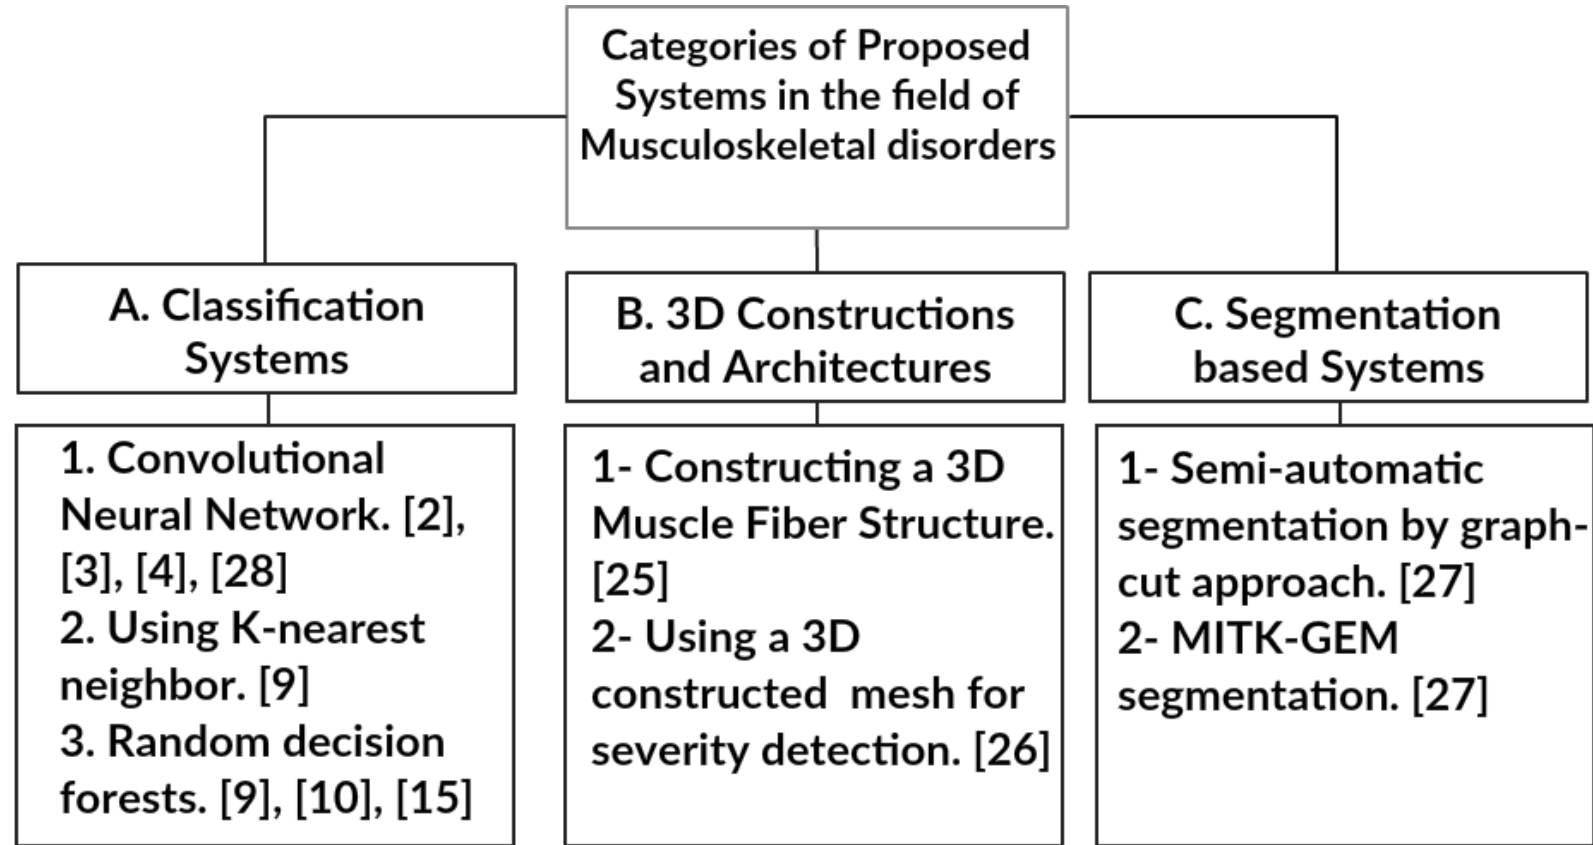 Categories of Proposed
Systems in the field of
Musculoskeletal disorders
A. Classification
Systems
B. 3D Constructions
and Architectures
C. Segmentation
based Systems
1. Convolutional
Neural Network. [2],
[3], [4], [28]
2. Using K-nearest
neighbor. [9]
3. Random decision
forests. [9], [10], [15]
1- Constructing a 3D
Muscle Fiber Structure.
[25]
2- Using a 3D
constructed  mesh for
severity detection. [26]
1- Semi-automatic
segmentation by graph-
cut approach. [27]
2- MITK-GEM
segmentation. [27]